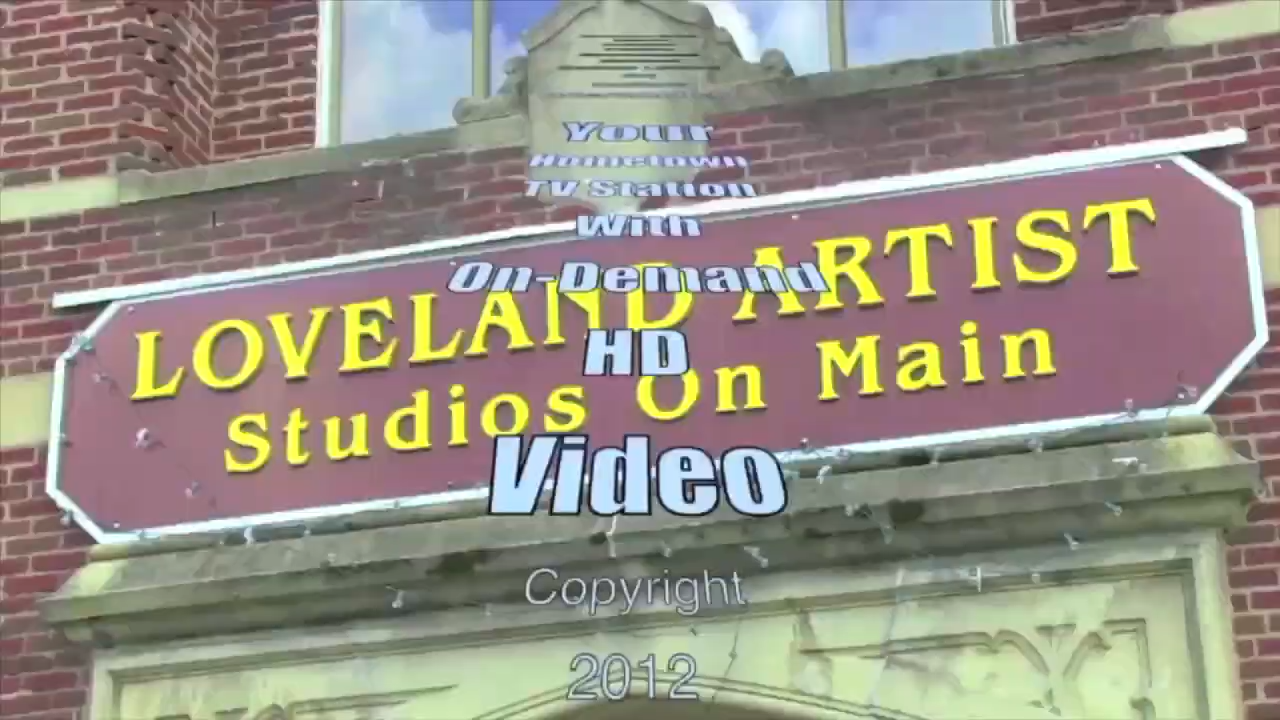 Your
Hometown
TV Station
With
On-Demand
HD
Video
Copyright
2012
LOVELAND ARTIST
Studios On Main